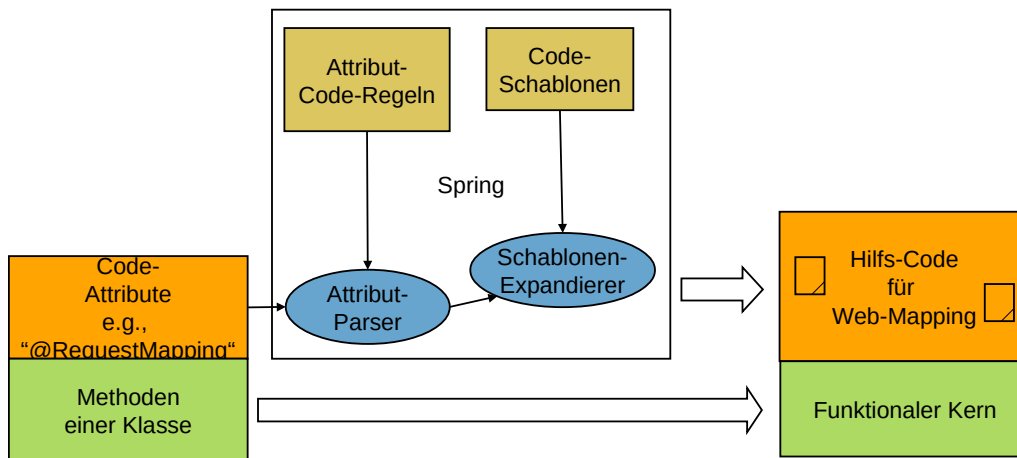 Attribut-
Code-Regeln
Code-
Schablonen
Spring
Schablonen-
Expandierer
Attribut-
Parser
Code-
Attribute
e.g.,
“@RequestMapping“
Methoden
einer Klasse
Hilfs-Code
für
Web-Mapping
Funktionaler Kern